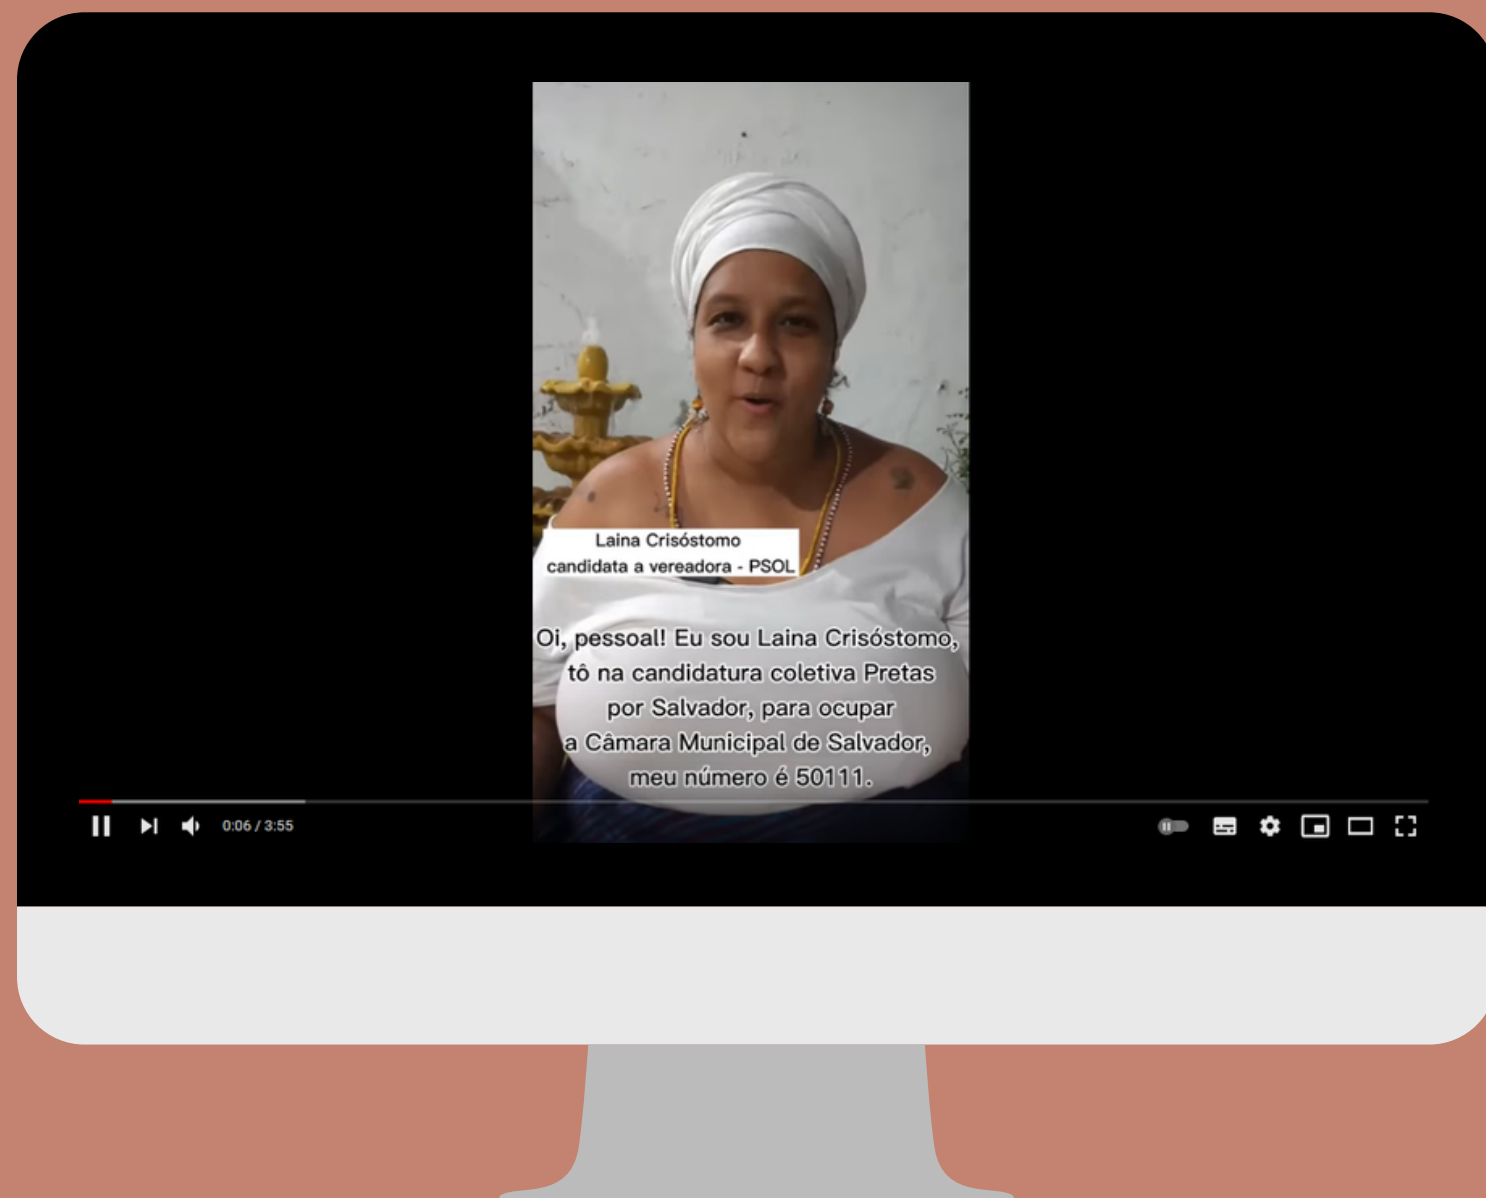 Laina Crisóstomo
candidata a vereadora - PSOL
Oi, pessoal! Eu sou Laina Crisóstomo,
tô na candidatura coletiva Pretas
por Salvador, para ocupar
a Câmara Municipal de Salvador,
meu número é 50111.
0:06 / 3:55